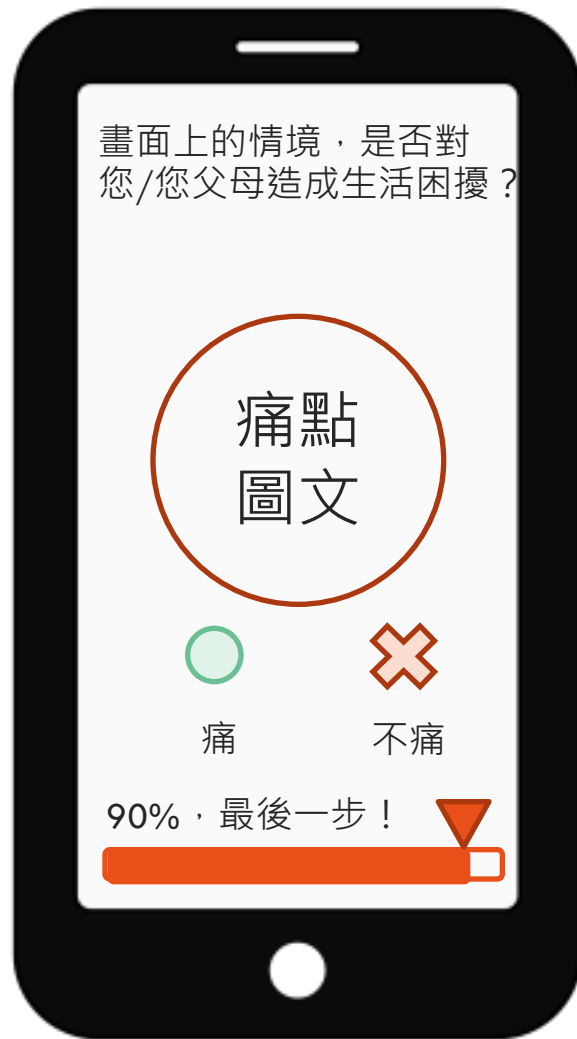 畫面上的情境，是否對
您/您父母造成生活困擾？
痛點
圖文
痛
不痛
90%，最後一步！